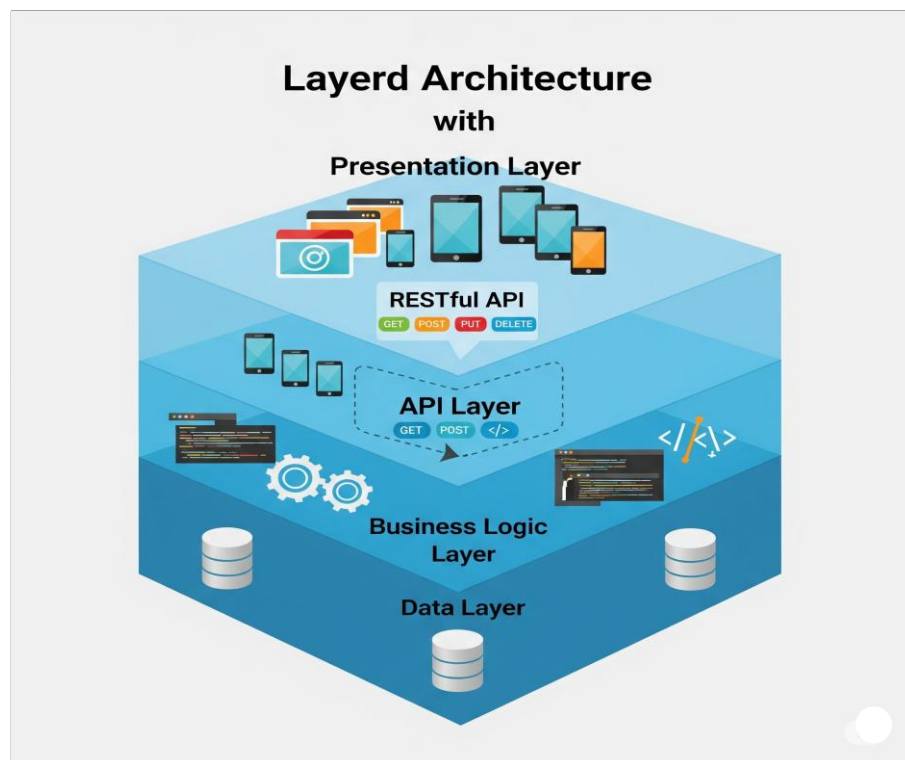 Layerd Architecture
with
Presentation Layer
RESTful API
GET POST PUT DELETE
API Layer
GET POST </>
</<\>
Business Logic
Layer
Data Layer